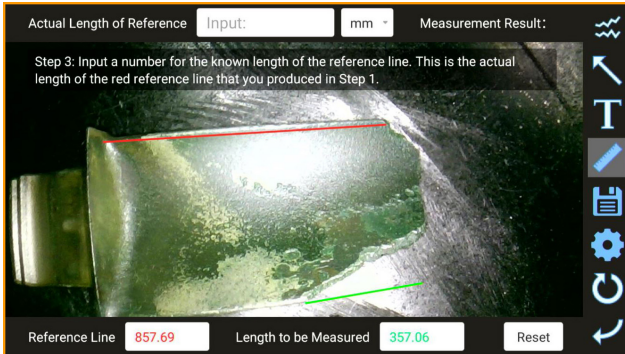 Actual Length of Reference Input: mm Measurement Result:
Step 3: Input a number for the known length of the reference line. This is the actual
length of the red reference line that you produced in Step 1.
T
Reference Line 857.69 Length to be Measured 357.06 Reset